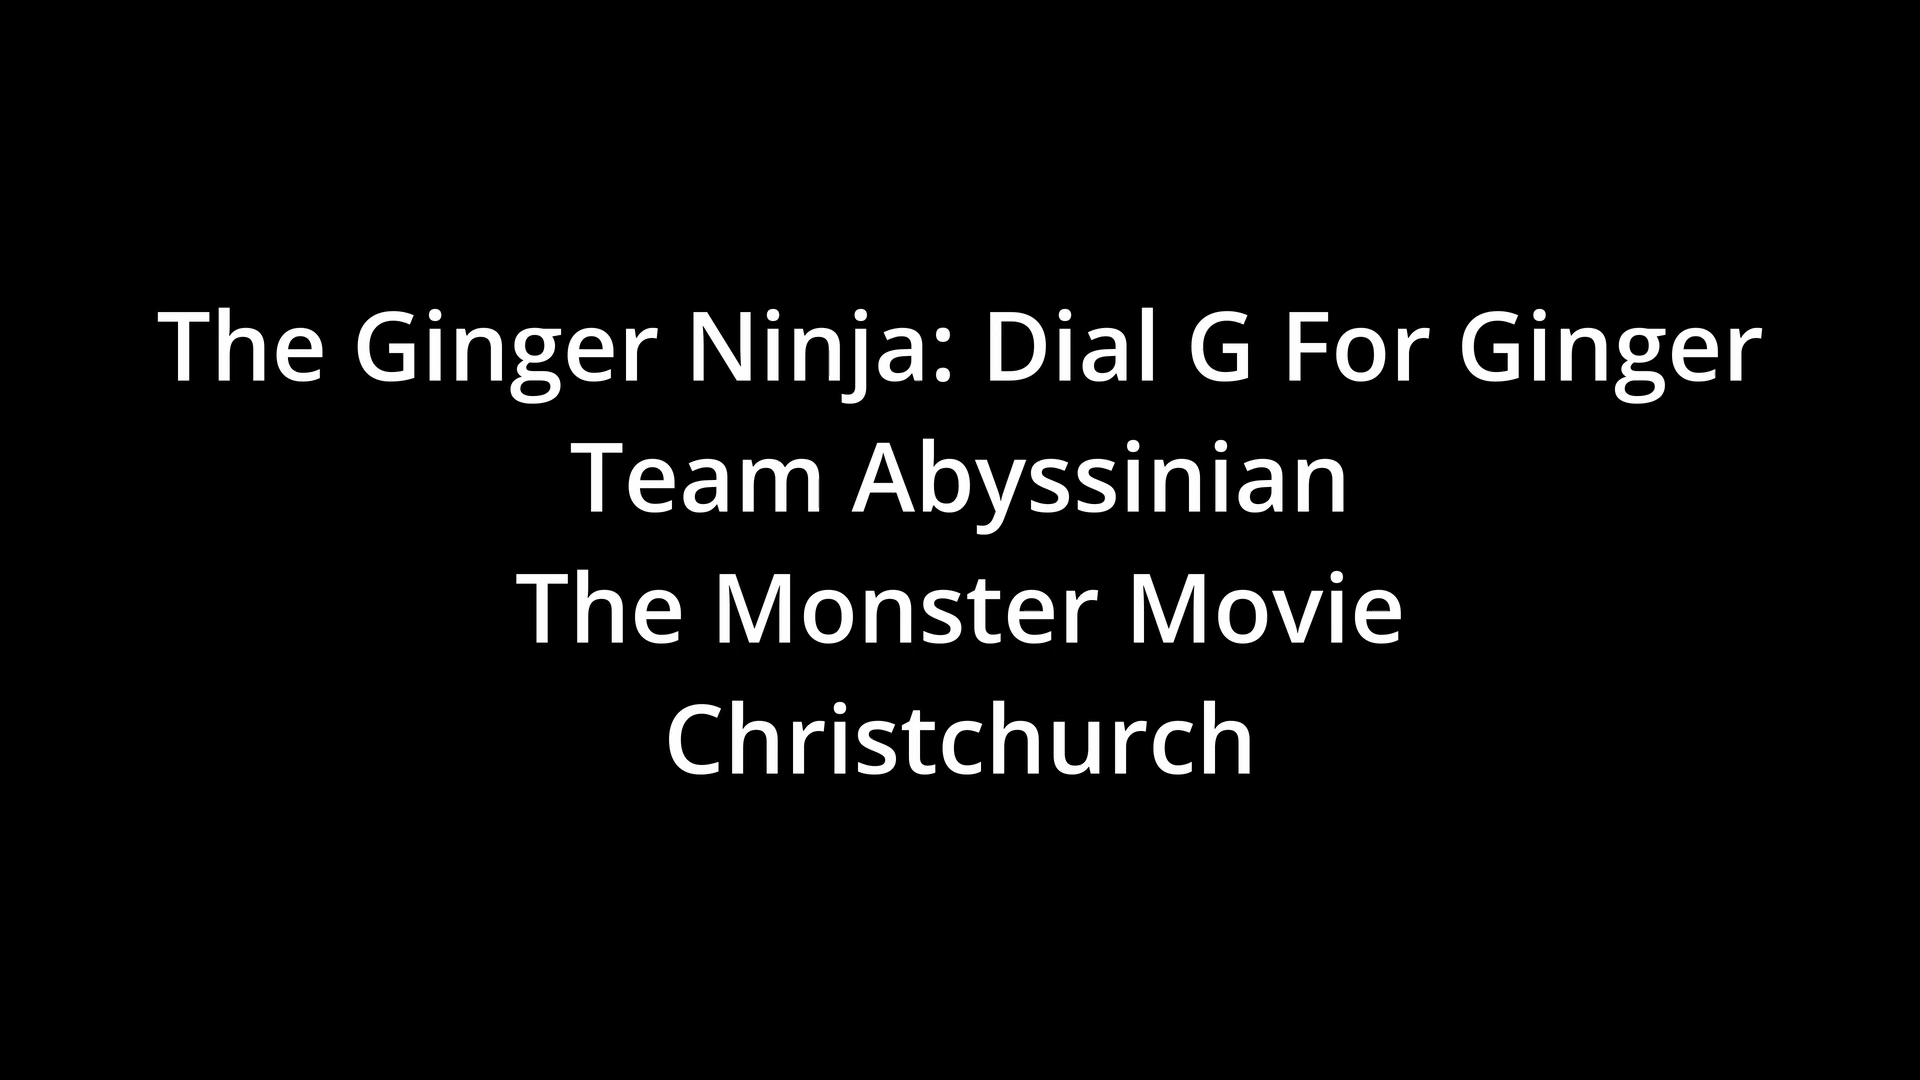 The Ginger Ninja: Dial G For Ginger
Team Abyssinian
The Monster Movie
Christchurch